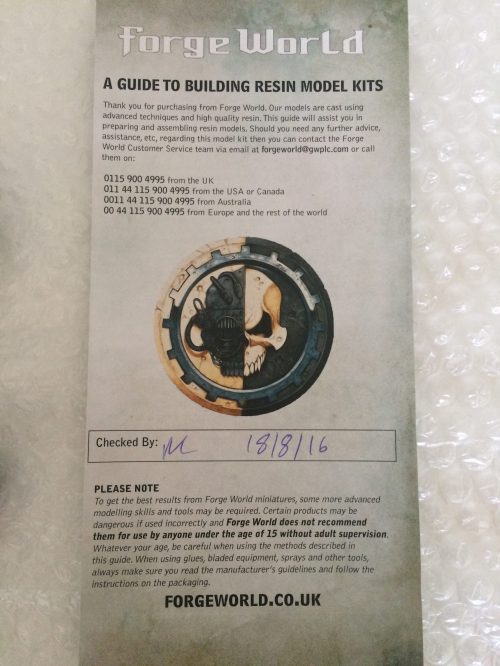 Forge World
A GUIDE TO BUILDING RESIN MODEL KITS
Thank you for purchasing from Forge World. Our models are cast using
advanced techniques and high quality resin. This guide will assist you in
preparing and assembling resin models. Should you need any further advice,
assistance, etc, regarding this model kit then you can contact the Forge
World Customer Service team via email at forgeworld@gwplc.com or call
them on:
0115 900 4995 from the UK
011 44 115 900 4995 from the USA or Canada
0011 44 115 900 4995 from Australia
00 44 115 900 4995 from Europe and the rest of the world
Checked By: 18/8/16
PLEASE NOTE
To get the best results from Forge World miniatures, some more advanced
modelling skills and tools may be required. Certain products may be
dangerous if used incorrectly and Forge World does not recommend
them for use by anyone under the age of 15 without adult supervision.
Whatever your age, be careful when using the methods described in
this guide. When using glues, bladed equipment, sprays and other tools,
always make sure you read the manufacturer's guidelines and follow the
instructions on the packaging.
FORGEWORLD.CO.UK